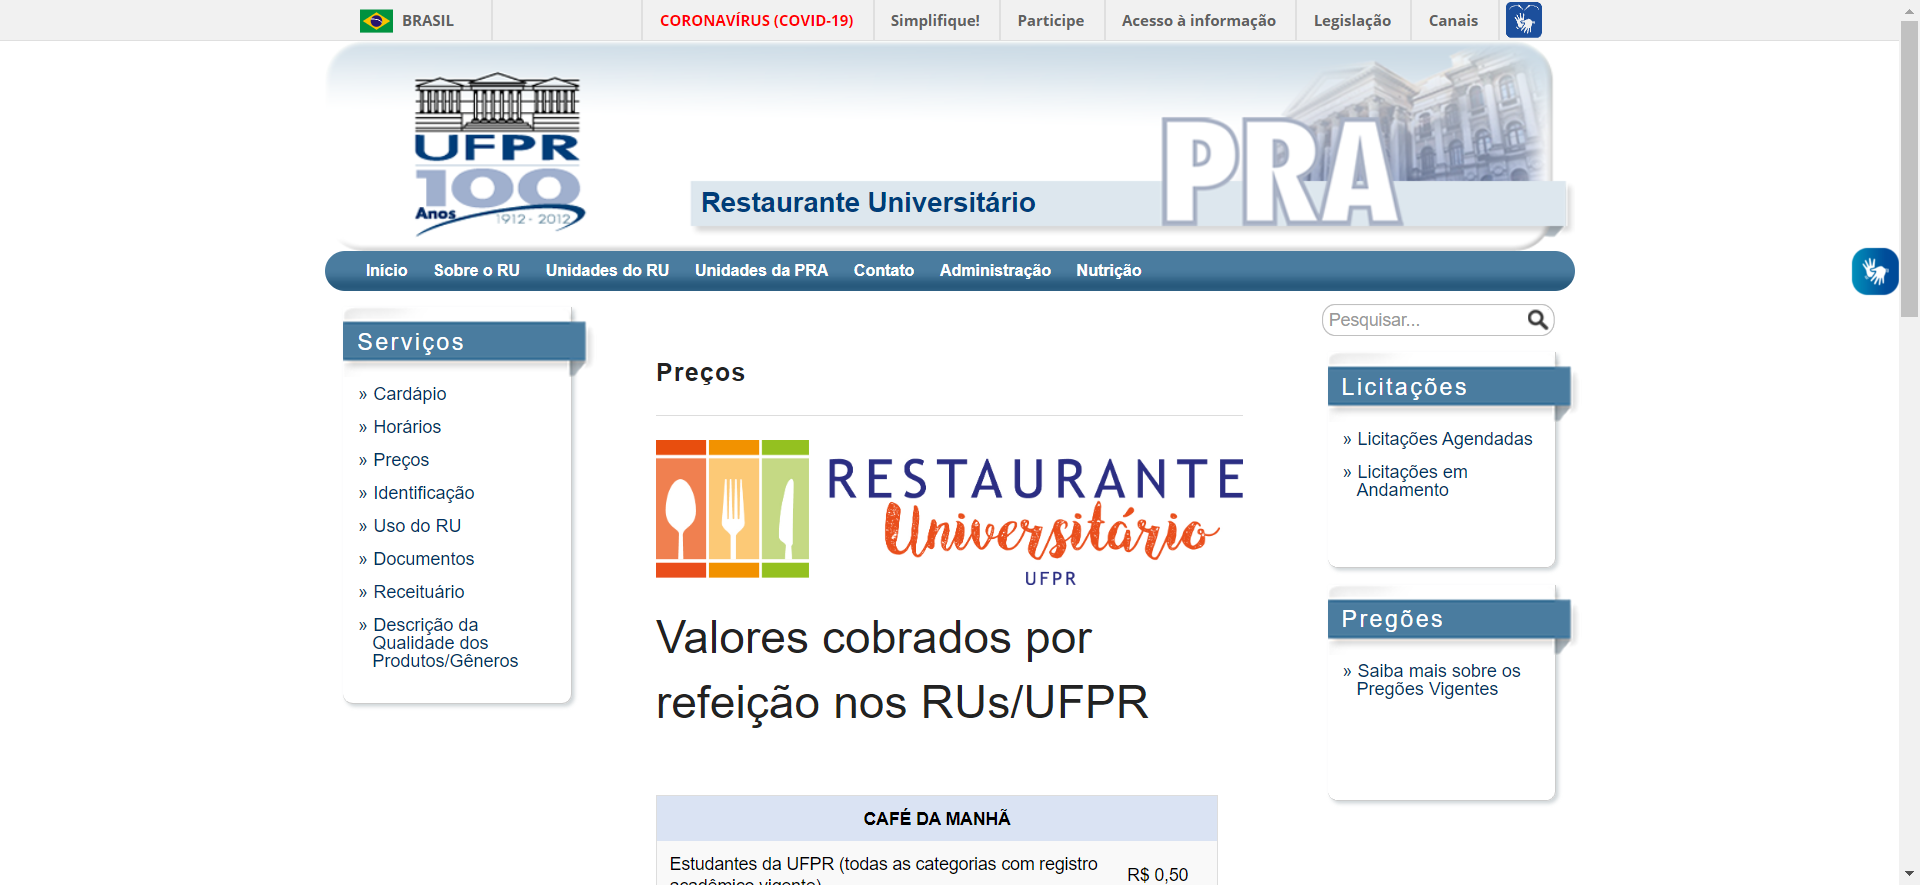 BRASIL
CORONAVÍRUS (COVID-19)
Simplifique!
Participe
Acesso à informação
Legislação
Canais
UFPR
100
Anos
1912 - 2012
Restaurante Universitário
PRA
Início
Sobre o RU
Unidades do RU
Unidades da PRA
Contato
Administração
Nutrição
Serviços
» Cardápio
» Horários
» Preços
» Identificação
» Uso do RU
» Documentos
» Receituário
» Descrição da
Qualidade dos
Produtos/Gêneros
Preços
RESTAURANTE
Universitário
UFPR
Valores cobrados por
refeição nos RUs/UFPR
CAFÉ DA MANHÃ
Estudantes da UFPR (todas as categorias com registro
acadêmico vigente)
R$ 0,50
Pesquisar...
Licitações
» Licitações Agendadas
» Licitações em
Andamento
Pregões
» Saiba mais sobre os
Pregões Vigentes